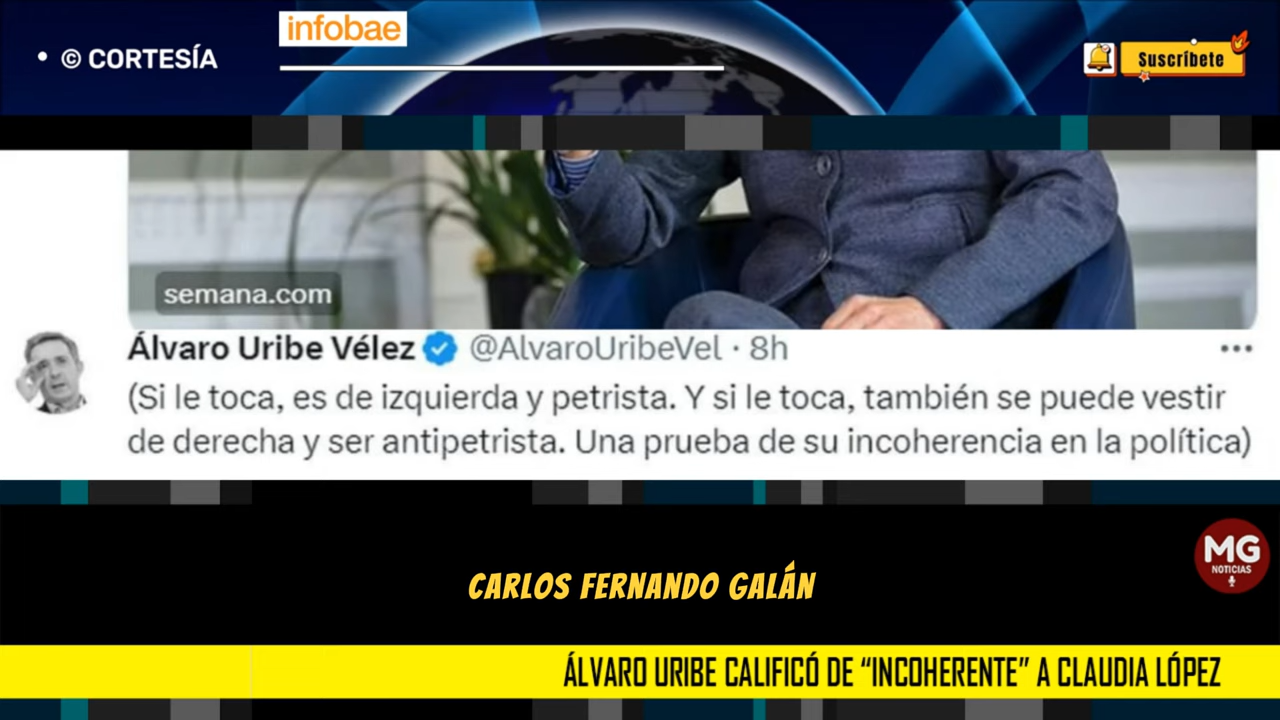 infobae
• © CORTESÍA
Suscríbete
semana.com
Álvaro Uribe Vélez @AlvaroUribeVel · 8h
(Si le toca, es de izquierda y petrista. Y si le toca, también se puede vestir
de derecha y ser antipetrista. Una prueba de su incoherencia en la política)
MG
NOTICIAS
CARLOS FERNANDO GALÁN
ÁLVARO URIBE CALIFICÓ DE “INCOHERENTE” A CLAUDIA LÓPEZ